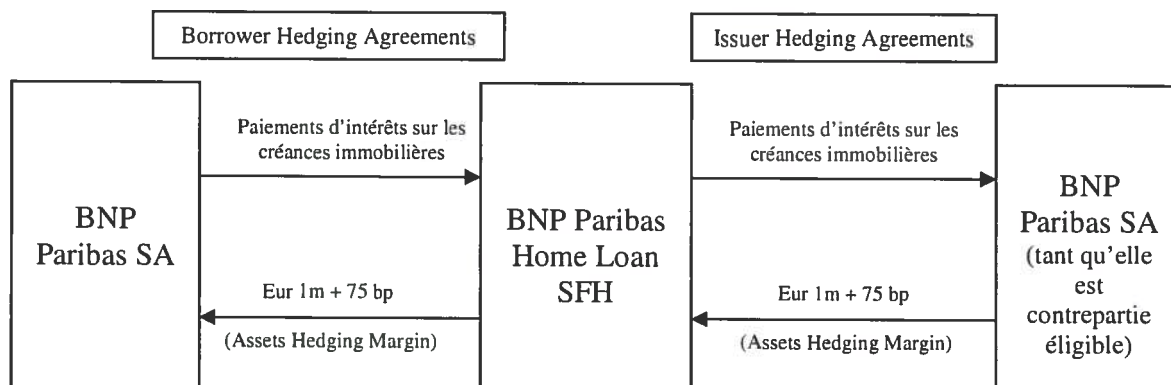 Borrower Hedging Agreements
Issuer Hedging Agreements
BNP
Paribas SA
Paiements d'intérêts sur les
créances immobilières
Eur 1m + 75 bp
(Assets Hedging Margin)
BNP Paribas
Home Loan
SFH
Paiements d'intérêts sur les
créances immobilières
Eur 1m + 75 bp
(Assets Hedging Margin)
BNP
Paribas SA
(tant qu'elle
est
contrepartie
éligible)